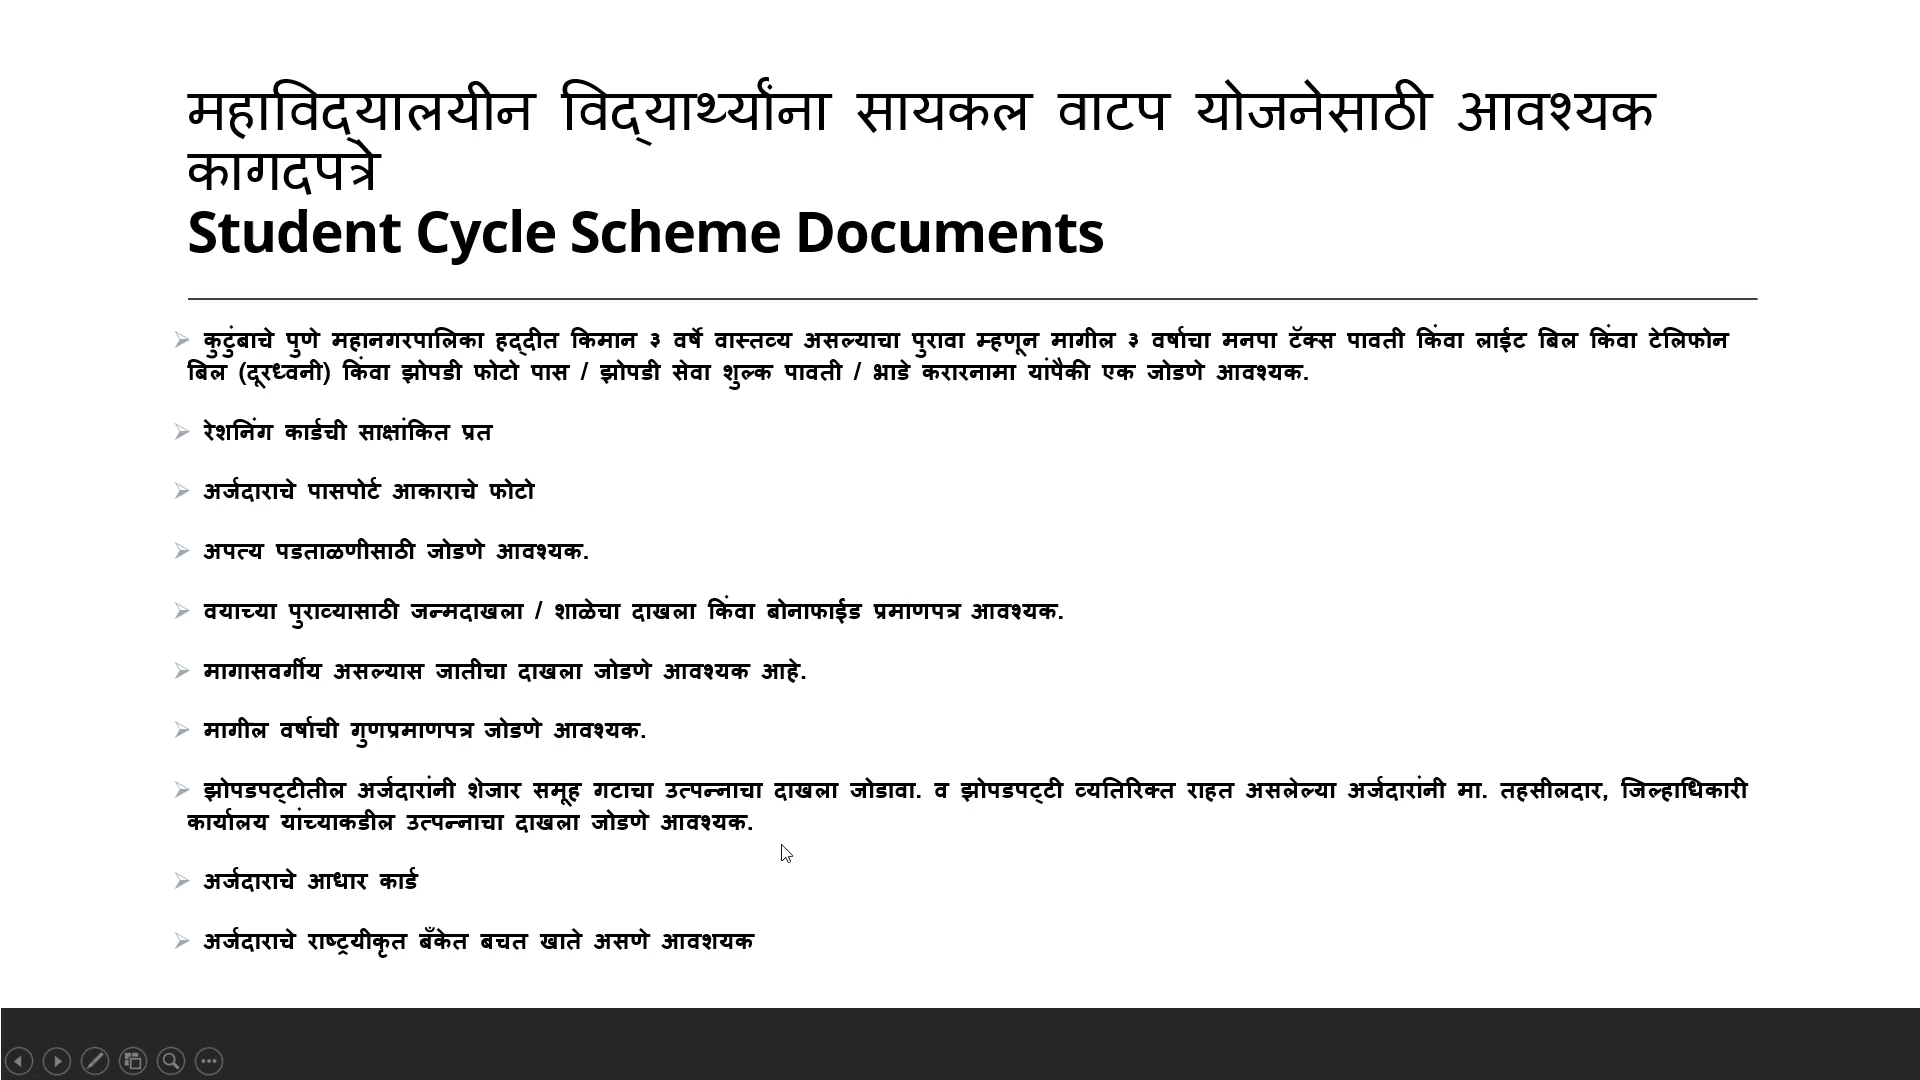 महाविद्यालयीन विद्यार्थ्यांना सायकल वाटप योजनेसाठी आवश्यक
कागदपत्रे
Student Cycle Scheme Documents
कुटुंबाचे पुणे महानगरपालिका हद्दीत किमान ३ वर्षे वास्तव्य असल्याचा पुरावा म्हणून मागील ३ वर्षाचा मनपा टॅक्स पावती किंवा लाईट बिल किंवा टेलिफोन
बिल (दूरध्वनी) किंवा झोपडी फोटो पास / झोपडी सेवा शुल्क पावती / भाडे करारनामा यांपैकी एक जोडणे आवश्यक.
रेशनिंग कार्डची साक्षांकित प्रत
अर्जदाराचे पासपोर्ट आकाराचे फोटो
अपत्य पडताळणीसाठी जोडणे आवश्यक.
वयाच्या पुराव्यासाठी जन्मदाखला / शाळेचा दाखला किंवा बोनाफाईड प्रमाणपत्र आवश्यक.
मागासवर्गीय असल्यास जातीचा दाखला जोडणे आवश्यक आहे.
मागील वर्षाची गुणप्रमाणपत्र जोडणे आवश्यक.
झोपडपट्टीतील अर्जदारांनी शेजार समूह गटाचा उत्पन्नाचा दाखला जोडावा. व झोपडपट्टी व्यतिरिक्त राहत असलेल्या अर्जदारांनी मा. तहसीलदार, जिल्हाधिकारी
कार्यालय यांच्याकडील उत्पन्नाचा दाखला जोडणे आवश्यक.
अर्जदाराचे आधार कार्ड
अर्जदाराचे राष्ट्रयीकृत बँकेत बचत खाते असणे आवशयक